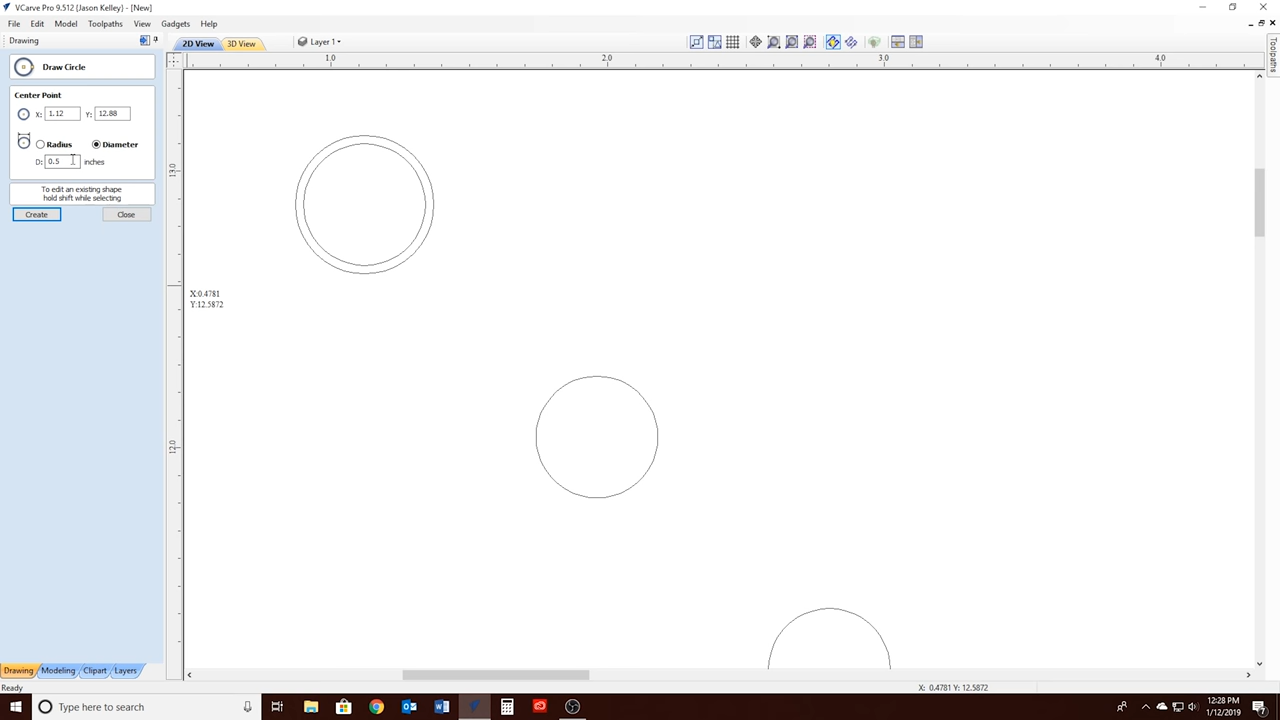 VCarve Pro 9.512 {Jason Kelley} - [New]
File Edit Model Toolpaths View Gadgets Help
Drawing
2D View
3D View
Layer 1
Toolpaths
Draw Circle
1.0 2.0 3.0 4.0
Center Point
X: 1.12 Y: 12.88
Radius Diameter
D: 0.5 inches
13.0
To edit an existing shape
hold shift while selecting
Create Close
X:0.4781
Y:12.5872
12.0
Drawing Modeling Clipart Layers
Ready
X: 0.4781 Y: 12.5872
Type here to search
12:28 PM
1/12/2019